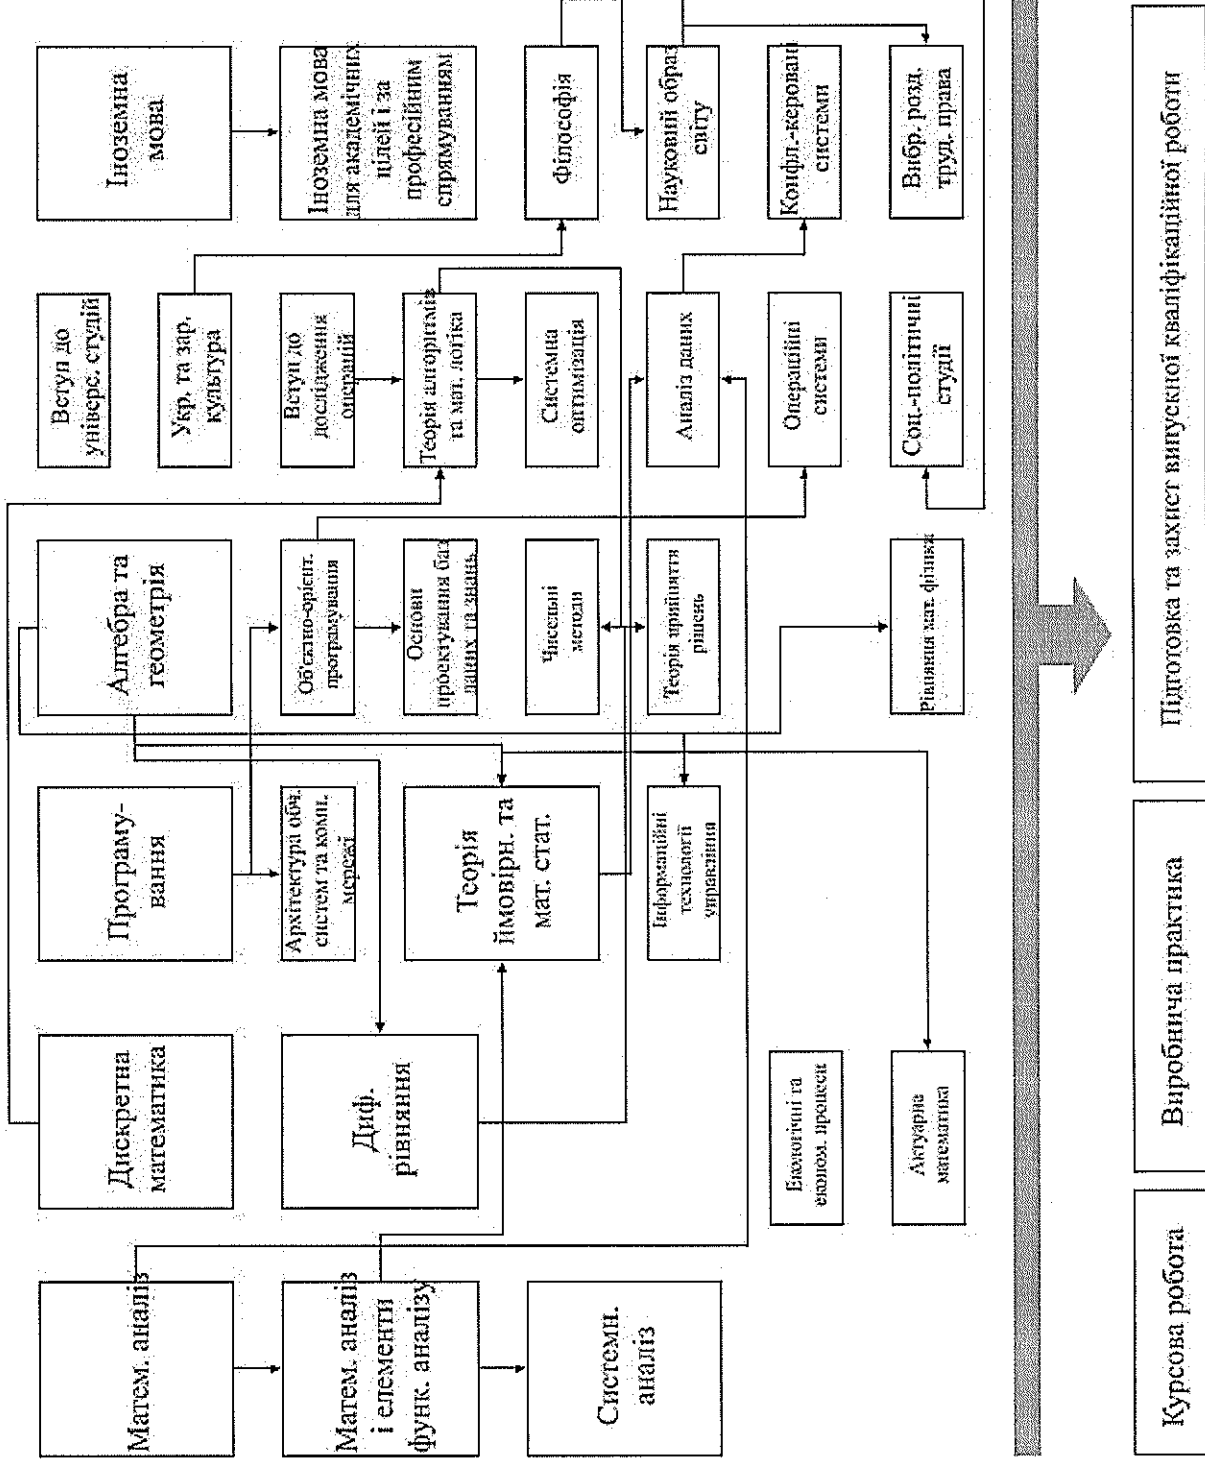 Матем. аналіз
Дискретна
математика
Програму-
вання
Алгебра та
геометрія
Вступ до
універс. студій
Укр. та зар.
культура
Іноземна
мова
Матем. аналіз
і елементи
функ. аналізу
Диф.
рівняння
Архітектура обч.
систем та комп.
мережі
Об'єктно-орієнт.
програмування
Вступ до
дослідження
операцій
Іноземна мова
для академічних
цілей і за
професійним
спрямуванням
Теорія
ймовірн. та
мат. стат.
Основи
проектування баз
даних та знань
Теорія алгоритмів
та мат. логіка
Системн.
аналіз
Чисельні
методи
Системна
оптимізація
Філософія
Інформаційні
технології
управління
Теорія прийняття
рішень
Аналіз даних
Науковий образ
світу
Екологічні та
економ. процеси
Операційні
системи
Конфл.-керовані
системи
Актуарна
математика
Рівняння мат. фізики
Соц.-політичні
студії
Вибр. розд.
труд. права
Курсова робота
Виробнича практика
Підготовка та захист випускної кваліфікаційної роботи